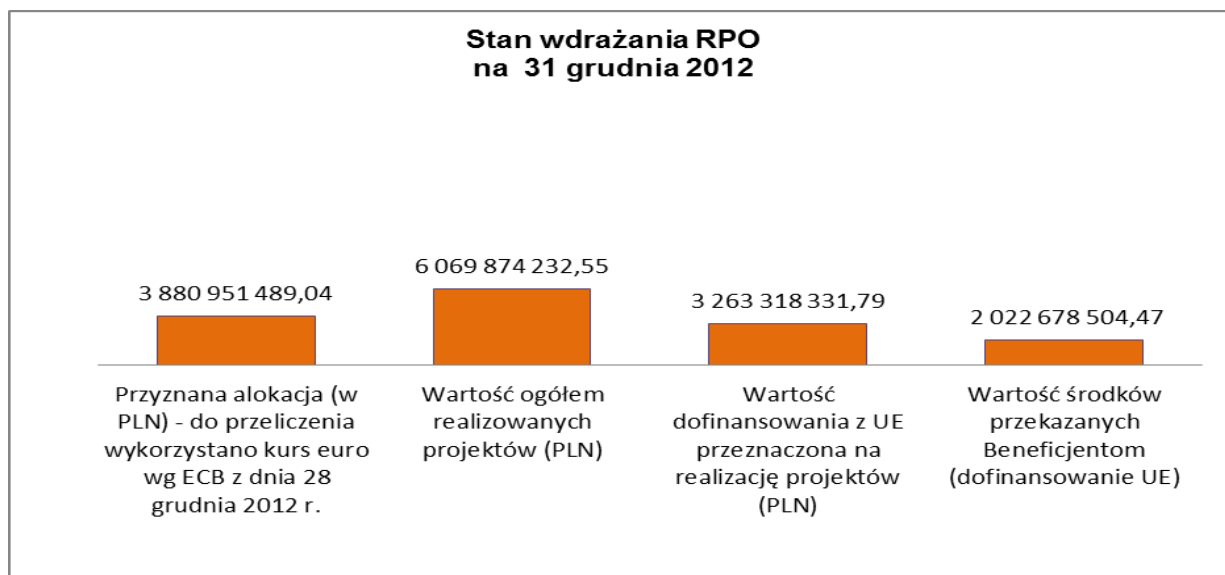 Stan wdrażania RPO
na 31 grudnia 2012
3 880 951 489,04
6 069 874 232,55
3 263 318 331,79
2 022 678 504,47
Przyznana alokacja (w
PLN) - do przeliczenia
wykorzystano kurs euro
wg ECB z dnia 28
grudnia 2012 r.
Wartość ogółem
realizowanych
projektów (PLN)
Wartość
dofinansowania z UE
przeznaczona na
realizację projektów
(PLN)
Wartość środków
przekazanych
Beneficjentom
(dofinansowanie UE)